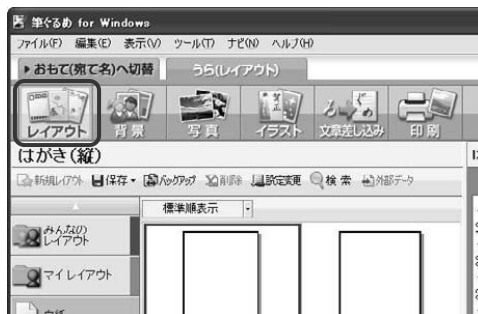 筆ぐるめ for Windows
ファイル(F) 編集(E) 表示(V) ツール(T) ナビ(N) ヘルプ(H)
▶おもて(宛て名)へ切替 うら(レイアウト)
レイアウト 背景 写真 イラスト 文章差し込み 印刷
はがき(縦)
新規レイアウト 保存 バックアップ 削除 設定変更 検索 外部データ
標準順表示
みんなの
レイアウト
マイレイアウト